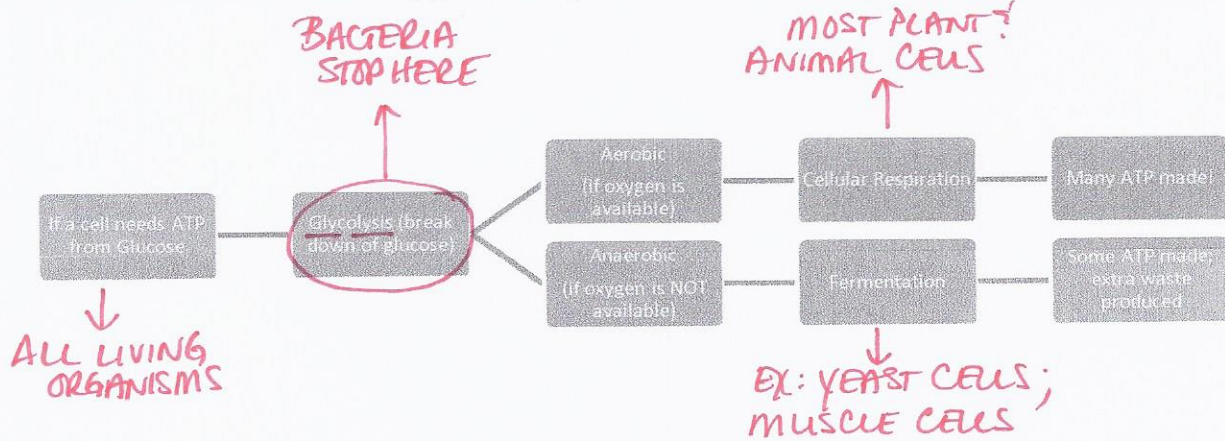 BACTERIA
STOP HERE
MOST PLANT &
ANIMAL CELLS
If a cell needs ATP
from Glucose
Glycolysis (break
down of glucose)
Aerobic
(if oxygen is
available)
Cellular Respiration
Many ATP made!
Anaerobic
(if oxygen is NOT
available)
Fermentation
Some ATP made;
extra waste
produced
ALL LIVING
ORGANISMS
EX: YEAST CELLS;
MUSCLE CELLS